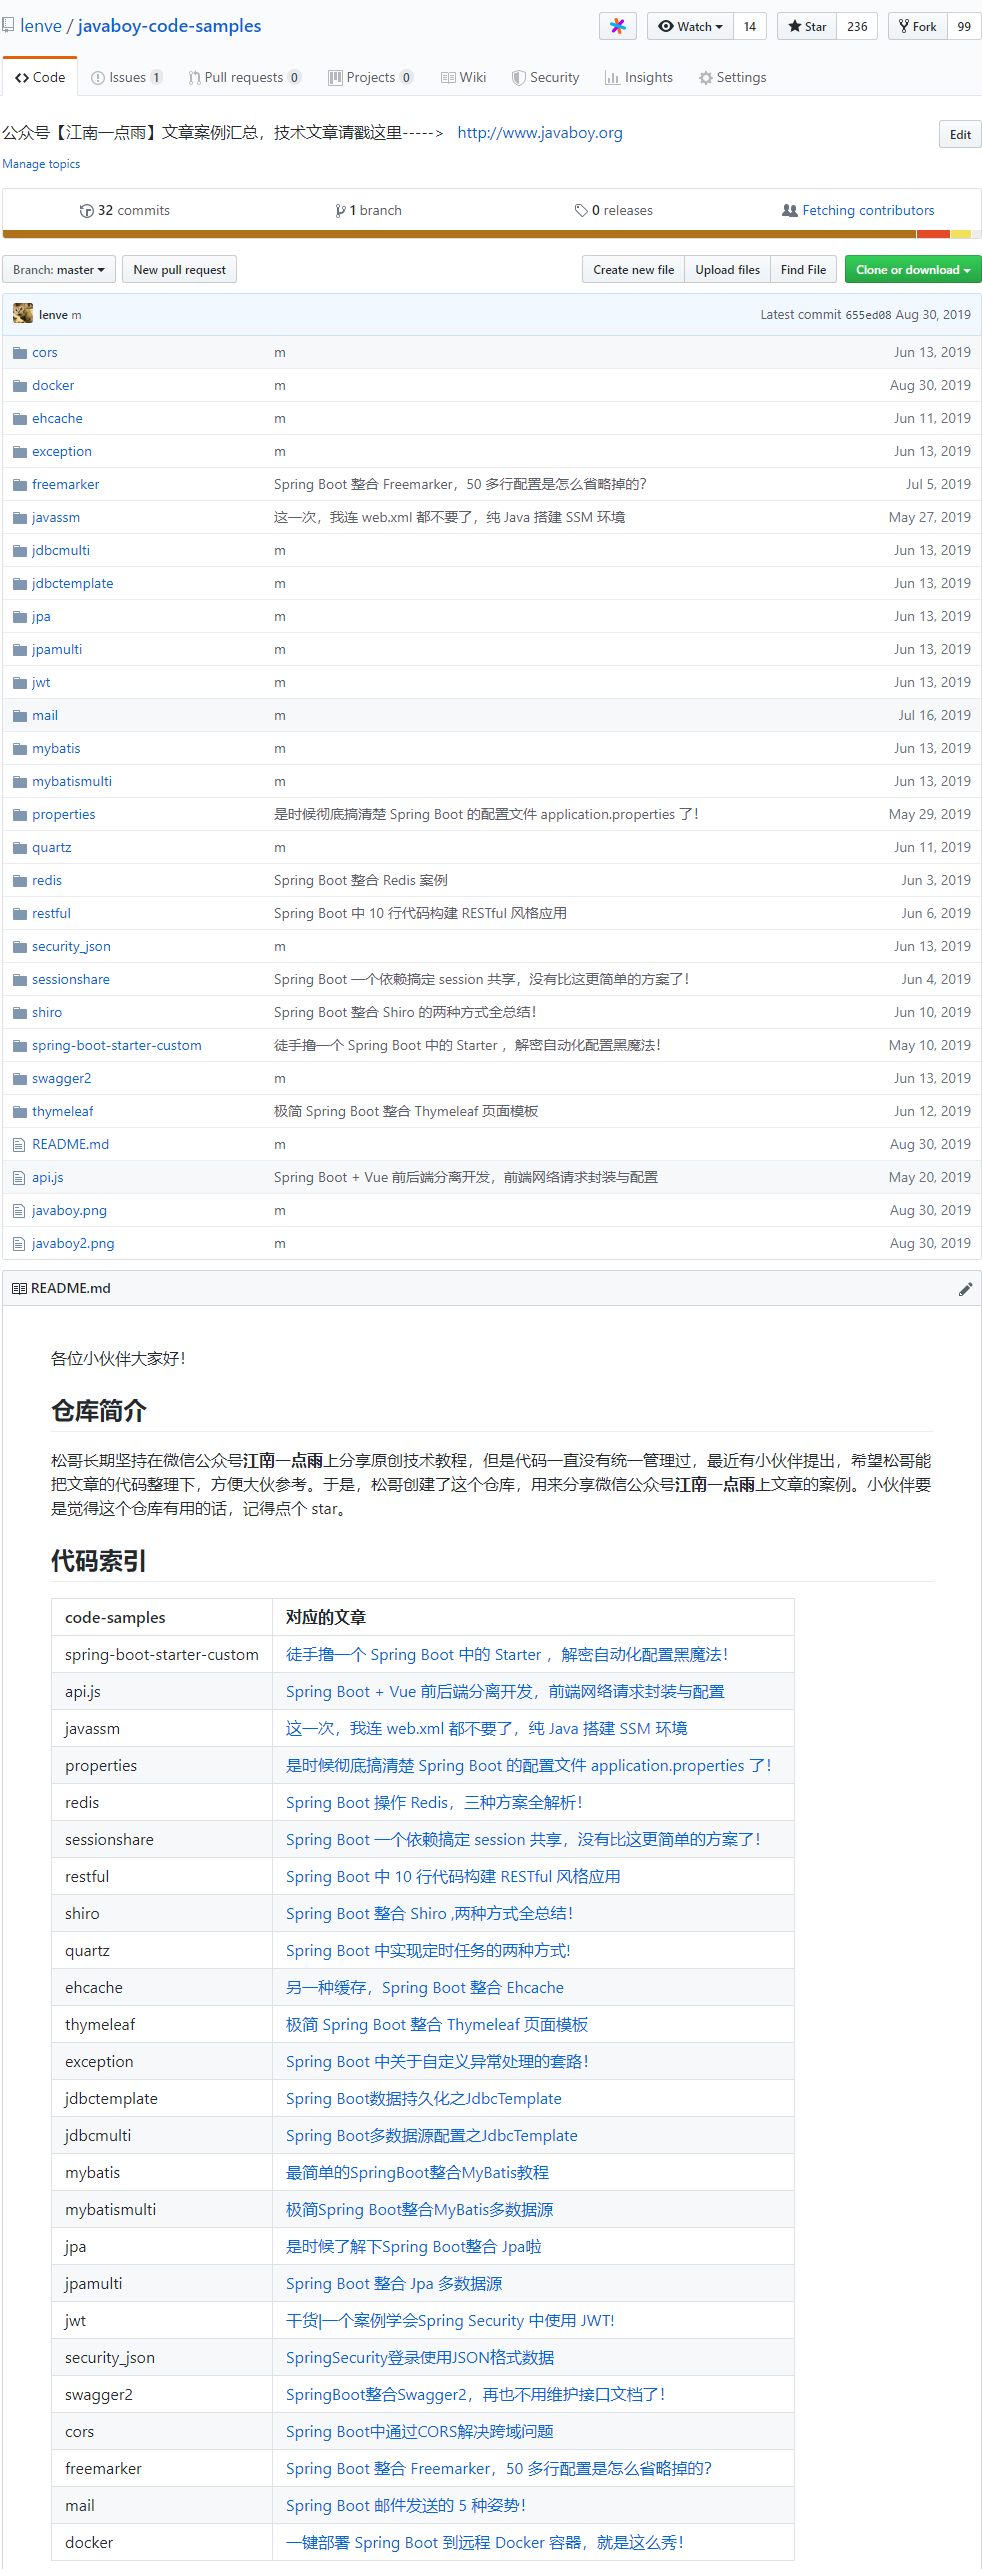 lenve / javaboy-code-samples Watch 14 Star 236 Fork 99
Code Issues 1 Pull requests 0 Projects 0 Wiki Security Insights Settings
公众号【江南一点雨】文章案例汇总，技术文章请戳这里-----> http://www.javaboy.org Edit
Manage topics
32 commits 1 branch 0 releases Fetching contributors
Branch: master New pull request Create new file Upload files Find File Clone or download
lenve m Latest commit 655ed08 Aug 30, 2019
cors m Jun 13, 2019
docker m Aug 30, 2019
ehcache m Jun 11, 2019
exception m Jun 13, 2019
freemarker Spring Boot 整合 Freemarker，50 多行配置是怎么省略掉的？ Jul 5, 2019
javassm 这一次，我连 web.xml 都不要了，纯 Java 搭建 SSM 环境 May 27, 2019
jdbcmulti m Jun 13, 2019
jdbctemplate m Jun 13, 2019
jpa m Jun 13, 2019
jpamulti m Jun 13, 2019
jwt m Jun 13, 2019
mail m Jul 16, 2019
mybatis m Jun 13, 2019
mybatismulti m Jun 13, 2019
properties 是时候彻底搞清楚 Spring Boot 的配置文件 application.properties 了！ May 29, 2019
quartz m Jun 11, 2019
redis Spring Boot 整合 Redis 案例 Jun 3, 2019
restful Spring Boot 中 10 行代码构建 RESTful 风格应用 Jun 6, 2019
security_json m Jun 13, 2019
sessionshare Spring Boot 一个依赖搞定 session 共享，没有比这更简单的方案了！ Jun 4, 2019
shiro Spring Boot 整合 Shiro 的两种方式全总结！ Jun 10, 2019
spring-boot-starter-custom 徒手撸一个 Spring Boot 中的 Starter ，解密自动化配置黑魔法！ May 10, 2019
swagger2 m Jun 13, 2019
thymeleaf 极简 Spring Boot 整合 Thymeleaf 页面模板 Jun 12, 2019
README.md m Aug 30, 2019
api.js Spring Boot + Vue 前后端分离开发，前端网络请求封装与配置 May 20, 2019
javaboy.png m Aug 30, 2019
javaboy2.png m Aug 30, 2019
README.md
各位小伙伴大家好！
仓库简介
松哥长期坚持在微信公众号江南一点雨上分享原创技术教程，但是代码一直没有统一管理过，最近有小伙伴提出，希望松哥能
把文章的代码整理下，方便大伙参考。于是，松哥创建了这个仓库，用来分享微信公众号江南一点雨上文章的案例。小伙伴要
是觉得这个仓库有用的话，记得点个 star。
代码索引
code-samples 对应的文章
spring-boot-starter-custom 徒手撸一个 Spring Boot 中的 Starter ，解密自动化配置黑魔法！
api.js Spring Boot + Vue 前后端分离开发，前端网络请求封装与配置
javassm 这一次，我连 web.xml 都不要了，纯 Java 搭建 SSM 环境
properties 是时候彻底搞清楚 Spring Boot 的配置文件 application.properties 了！
redis Spring Boot 操作 Redis，三种方案全解析！
sessionshare Spring Boot 一个依赖搞定 session 共享，没有比这更简单的方案了！
restful Spring Boot 中 10 行代码构建 RESTful 风格应用
shiro Spring Boot 整合 Shiro ,两种方式全总结！
quartz Spring Boot 中实现定时任务的两种方式!
ehcache 另一种缓存，Spring Boot 整合 Ehcache
thymeleaf 极简 Spring Boot 整合 Thymeleaf 页面模板
exception Spring Boot 中关于自定义异常处理的套路！
jdbctemplate Spring Boot数据持久化之JdbcTemplate
jdbcmulti Spring Boot多数据源配置之JdbcTemplate
mybatis 最简单的SpringBoot整合MyBatis教程
mybatismulti 极简Spring Boot整合MyBatis多数据源
jpa 是时候了解下Spring Boot整合 Jpa啦
jpamulti Spring Boot 整合 Jpa 多数据源
jwt 干货|一个案例学会Spring Security 中使用 JWT!
security_json SpringSecurity登录使用JSON格式数据
swagger2 SpringBoot整合Swagger2，再也不用维护接口文档了！
cors Spring Boot中通过CORS解决跨域问题
freemarker Spring Boot 整合 Freemarker，50 多行配置是怎么省略掉的？
mail Spring Boot 邮件发送的 5 种姿势！
docker 一键部署 Spring Boot 到远程 Docker 容器，就是这么秀！